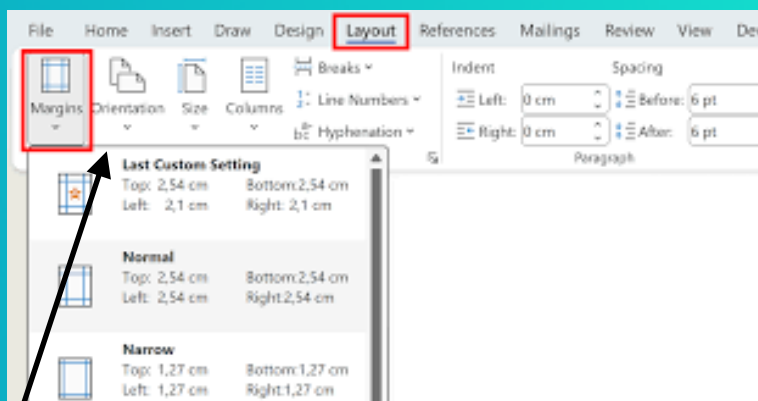 File Home Insert Draw Design Layout References Mailings Review View
Margins Orientation Size Columns
Breaks
Line Numbers
Hyphenation
Indent
Left: 0 cm
Right: 0 cm
Spacing
Before: 6 pt
After: 6 pt
Paragraph
Last Custom Setting
Top: 2,54 cm Bottom:2,54 cm
Left: 2,1 cm Right: 2,1 cm
Normal
Top: 2,54 cm Bottom:2,54 cm
Left: 2,54 cm Right:2,54 cm
Narrow
Top: 1,27 cm Bottom:1,27 cm
Left: 1,27 cm Right:1,27 cm